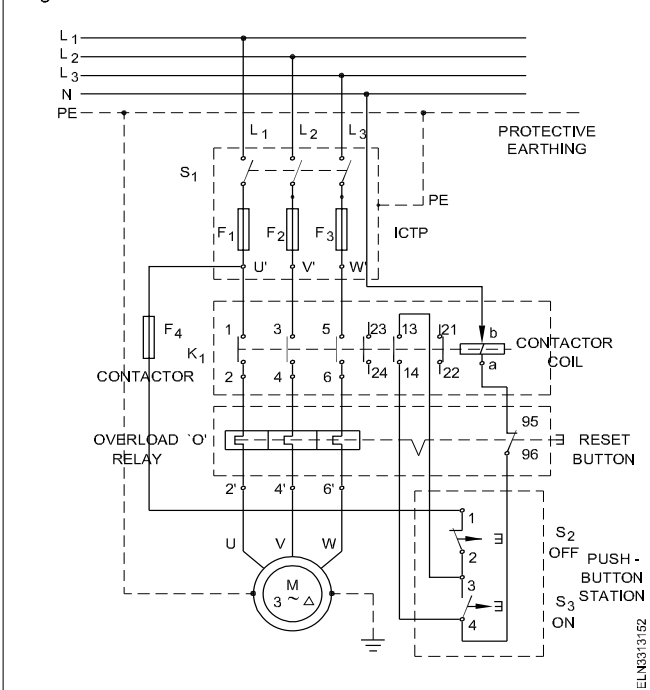 L1
L2
L3
N
PE
L1 L2 L3
PROTECTIVE
EARTHING
S1
PE
F1 F2 F3 ICTP
U' V' W'
F4
1 3 5 23 13 21 b
K1
CONTACTOR
COIL
CONTACTOR
2 4 6 24 14 22 a
95
OVERLOAD `O'
RELAY
RESET
BUTTON
96
2' 4' 6'
1
S2
OFF
U V W
2
PUSH -
BUTTON
STATION
3
M
3 ~ △
S3
ON
4
ELN3313152